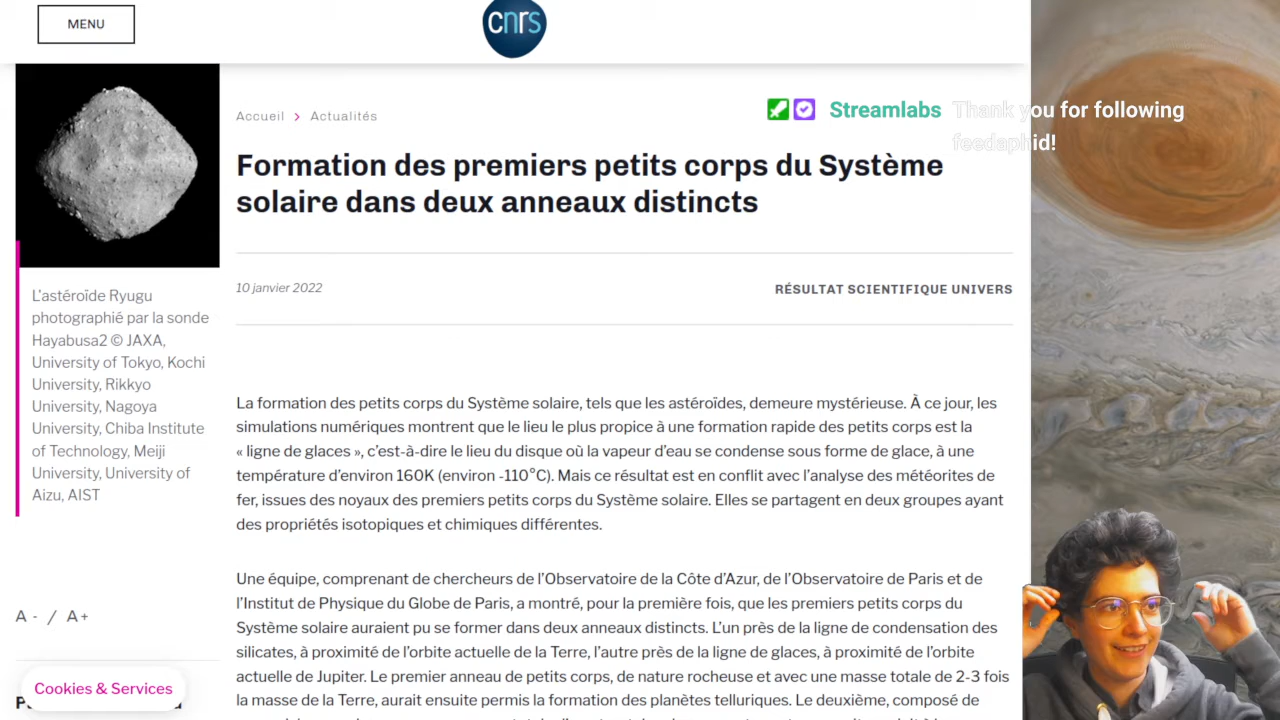 MENU
cnrs
Accueil > Actualités
Streamlabs Thank you for following
feedaphid!
Formation des premiers petits corps du Système
solaire dans deux anneaux distincts
10 janvier 2022
RÉSULTAT SCIENTIFIQUE UNIVERS
L'astéroïde Ryugu
photographié par la sonde
Hayabusa2 © JAXA,
University of Tokyo, Kochi
University, Rikkyo
University, Nagoya
University, Chiba Institute
of Technology, Meiji
University, University of
Aizu, AIST
A - / A+
Cookies & Services
La formation des petits corps du Système solaire, tels que les astéroïdes, demeure mystérieuse. À ce jour, les
simulations numériques montrent que le lieu le plus propice à une formation rapide des petits corps est la
« ligne de glaces », c'est-à-dire le lieu du disque où la vapeur d'eau se condense sous forme de glace, à une
température d'environ 160K (environ -110°C). Mais ce résultat est en conflit avec l'analyse des météorites de
fer, issues des noyaux des premiers petits corps du Système solaire. Elles se partagent en deux groupes ayant
des propriétés isotopiques et chimiques différentes.
Une équipe, comprenant de chercheurs de l'Observatoire de la Côte d'Azur, de l'Observatoire de Paris et de
l'Institut de Physique du Globe de Paris, a montré, pour la première fois, que les premiers petits corps du
Système solaire auraient pu se former dans deux anneaux distincts. L'un près de la ligne de condensation des
silicates, à proximité de l'orbite actuelle de la Terre, l'autre près de la ligne de glaces, à proximité de l'orbite
actuelle de Jupiter. Le premier anneau de petits corps, de nature rocheuse et avec une masse totale de 2-3 fois
la masse de la Terre, aurait ensuite permis la formation des planètes telluriques. Le deuxième, composé de